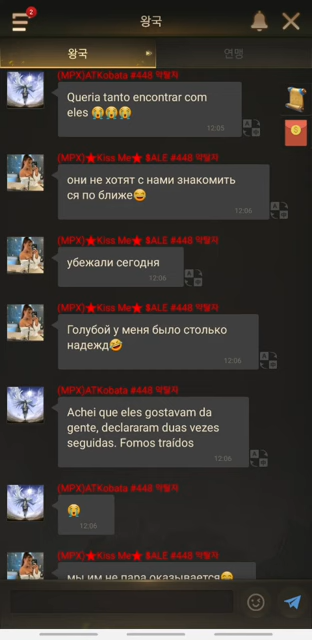 2
왕국
왕국
연맹
(MPX)ATKobata #448 약탈자
Queria tanto encontrar com
eles 😭😭😭
12:05
(MPX)★Kiss Me★ $ALE #448 약탈자
они не хотят с нами знакомить
ся по ближе😅
12:06
(MPX)★Kiss Me★ $ALE #448 약탈자
убежали сегодня
12:06
(MPX)★Kiss Me★ $ALE #448 약탈자
Голубой у меня было столько
надежд🤣
12:06
(MPX)ATKobata #448 약탈자
Achei que eles gostavam da
gente, declararam duas vezes
seguidas. Fomos traídos
12:06
(MPX)ATKobata #448 약탈자
😭
12:06
(MPX)★Kiss Me★ $ALE #448 약탈자
мы им не пара оказывается😁